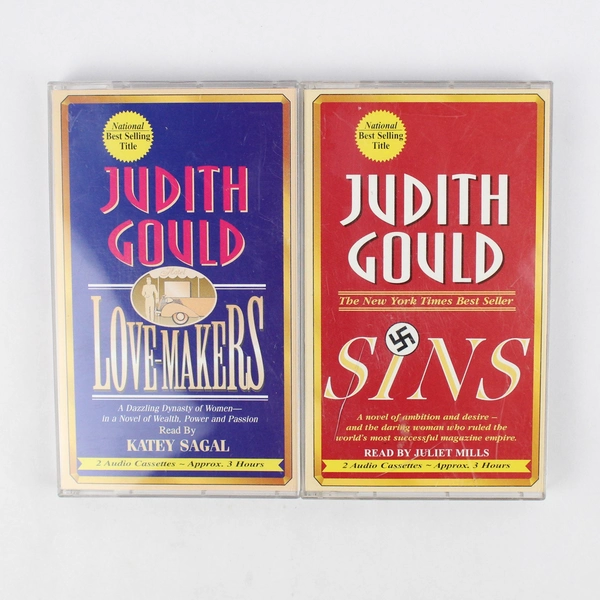 National
Best Selling
Title
JUDITH
GOULD
LOVE-MAKERS
A Dazzling Dynasty of Women—
in a Novel of Wealth, Power and Passion
Read By
KATEY SAGAL
2 Audio Cassettes ~ Approx. 3 Hours
National
Best Selling
Title
JUDITH
GOULD
The New York Times Best Seller
SINS
A novel of ambition and desire –
and the daring woman who ruled the
world's most successful magazine empire.
READ BY JULIET MILLS
2 Audio Cassettes ~ Approx. 3 Hours